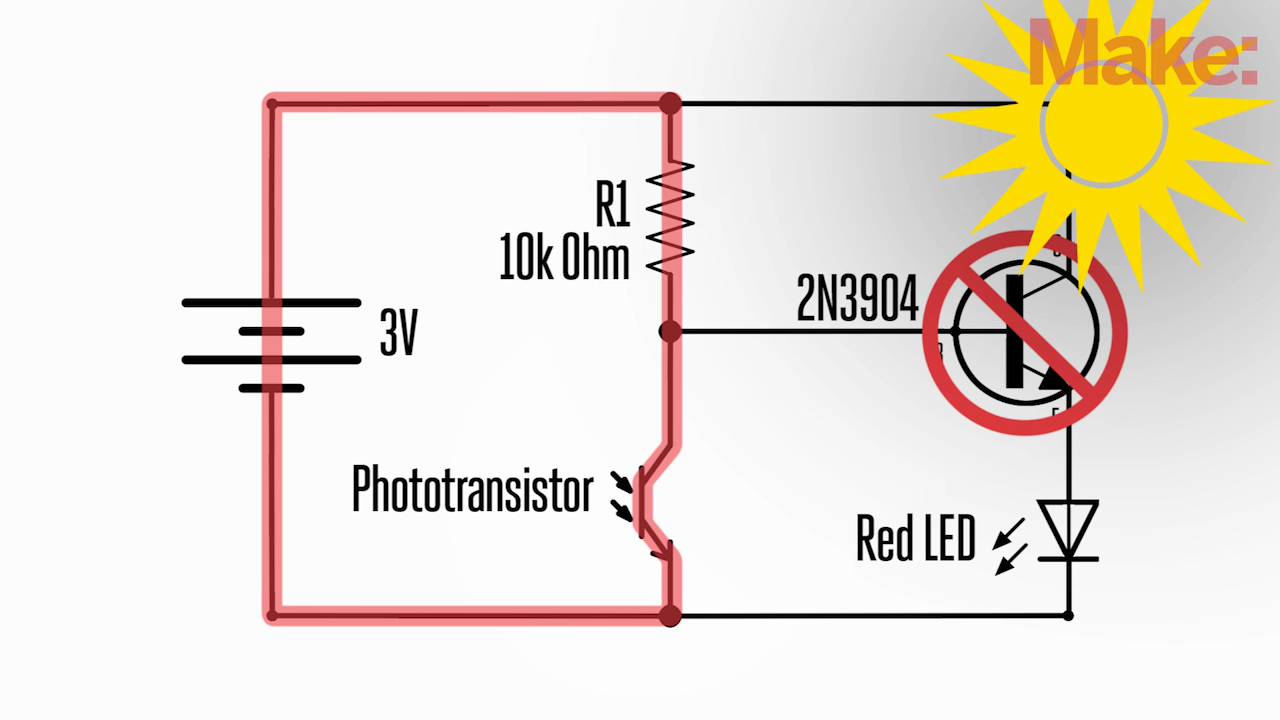 Make:
R1
10k Ohm
2N3904
3V
Phototransistor
Red LED